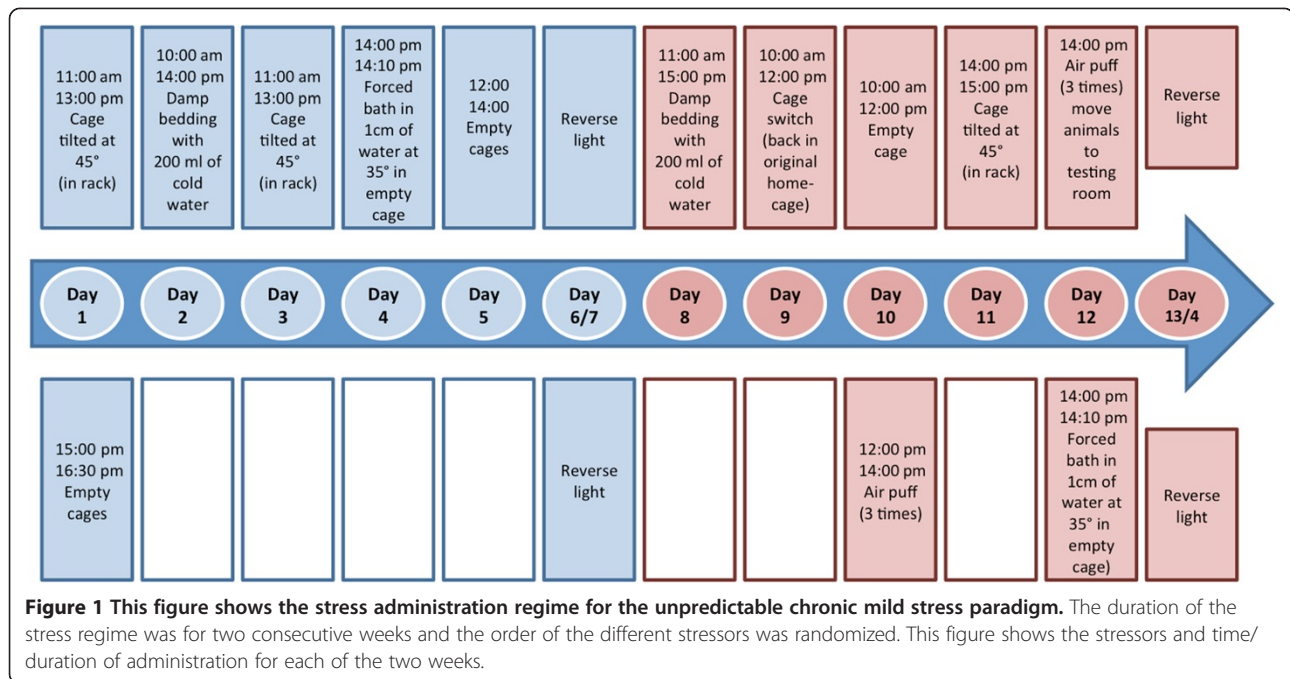 11:00 am
13:00 pm
Cage
tilted at
45°
(in rack)
10:00 am
14:00 pm
Damp
bedding
with
200 ml of
cold
water
11:00 am
13:00 pm
Cage
tilted at
45°
(in rack)
14:00 pm
14:10 pm
Forced
bath in
1cm of
water at
35° in
empty
cage
12:00
14:00
Empty
cages
Reverse
light
11:00 am
15:00 pm
Damp
bedding
with
200 ml of
cold
water
10:00 am
12:00 pm
Cage
switch
(back in
original
home-
cage)
10:00 am
12:00 pm
Empty
cage
14:00 pm
15:00 pm
Cage
tilted at
45°
(in rack)
14:00 pm
Air puff
(3 times)
move
animals
to
testing
room
Reverse
light
Day
1
Day
2
Day
3
Day
4
Day
5
Day
6/7
Day
8
Day
9
Day
10
Day
11
Day
12
Day
13/4
15:00 pm
16:30 pm
Empty
cages
Reverse
light
12:00 pm
14:00 pm
Air puff
(3 times)
14:00 pm
14:10 pm
Forced
bath in
1cm of
water at
35° in
empty
cage)
Reverse
light
Figure 1 This figure shows the stress administration regime for the unpredictable chronic mild stress paradigm. The duration of the
stress regime was for two consecutive weeks and the order of the different stressors was randomized. This figure shows the stressors and time/
duration of administration for each of the two weeks.